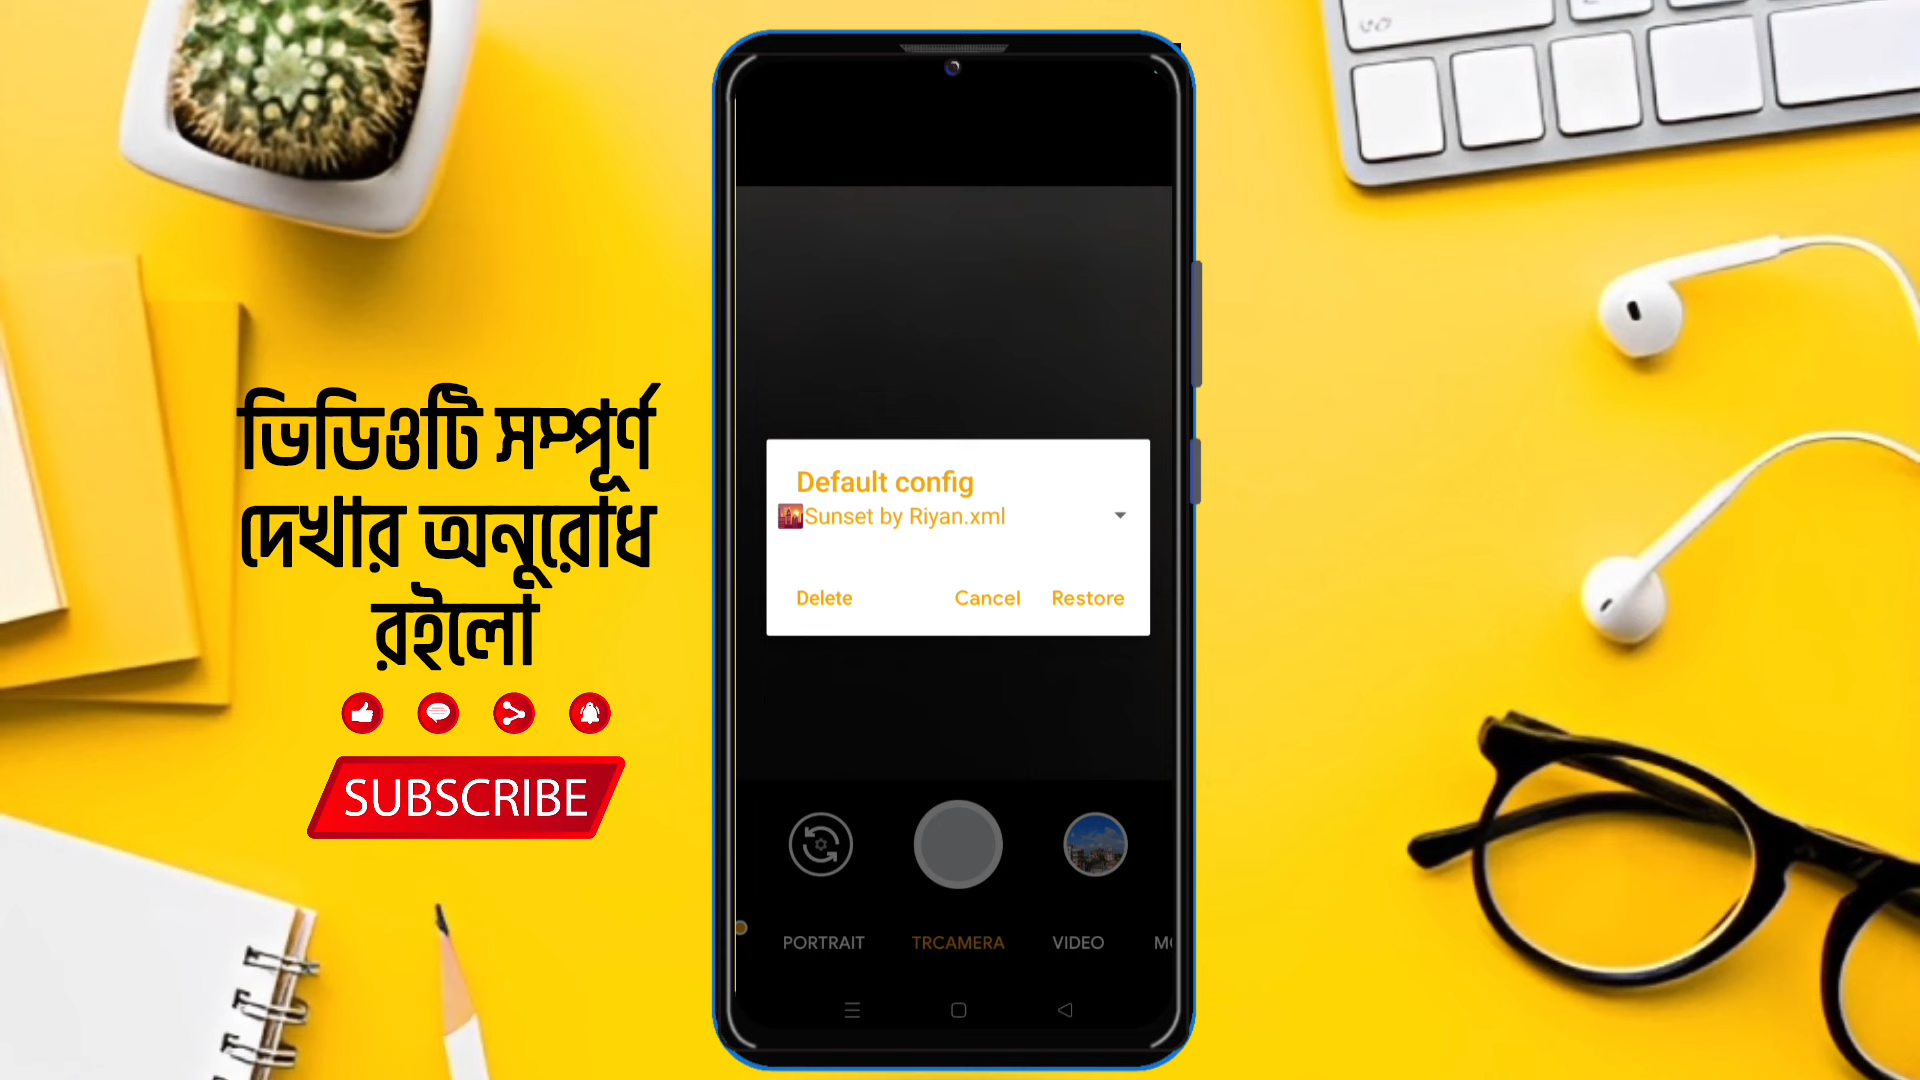 ভিডিওটি সম্পূর্ণ
দেখার অনুরোধ
রইলো
SUBSCRIBE
Default config
Sunset by Riyan.xml
Delete
Cancel
Restore
PORTRAIT
TRCAMERA
VIDEO